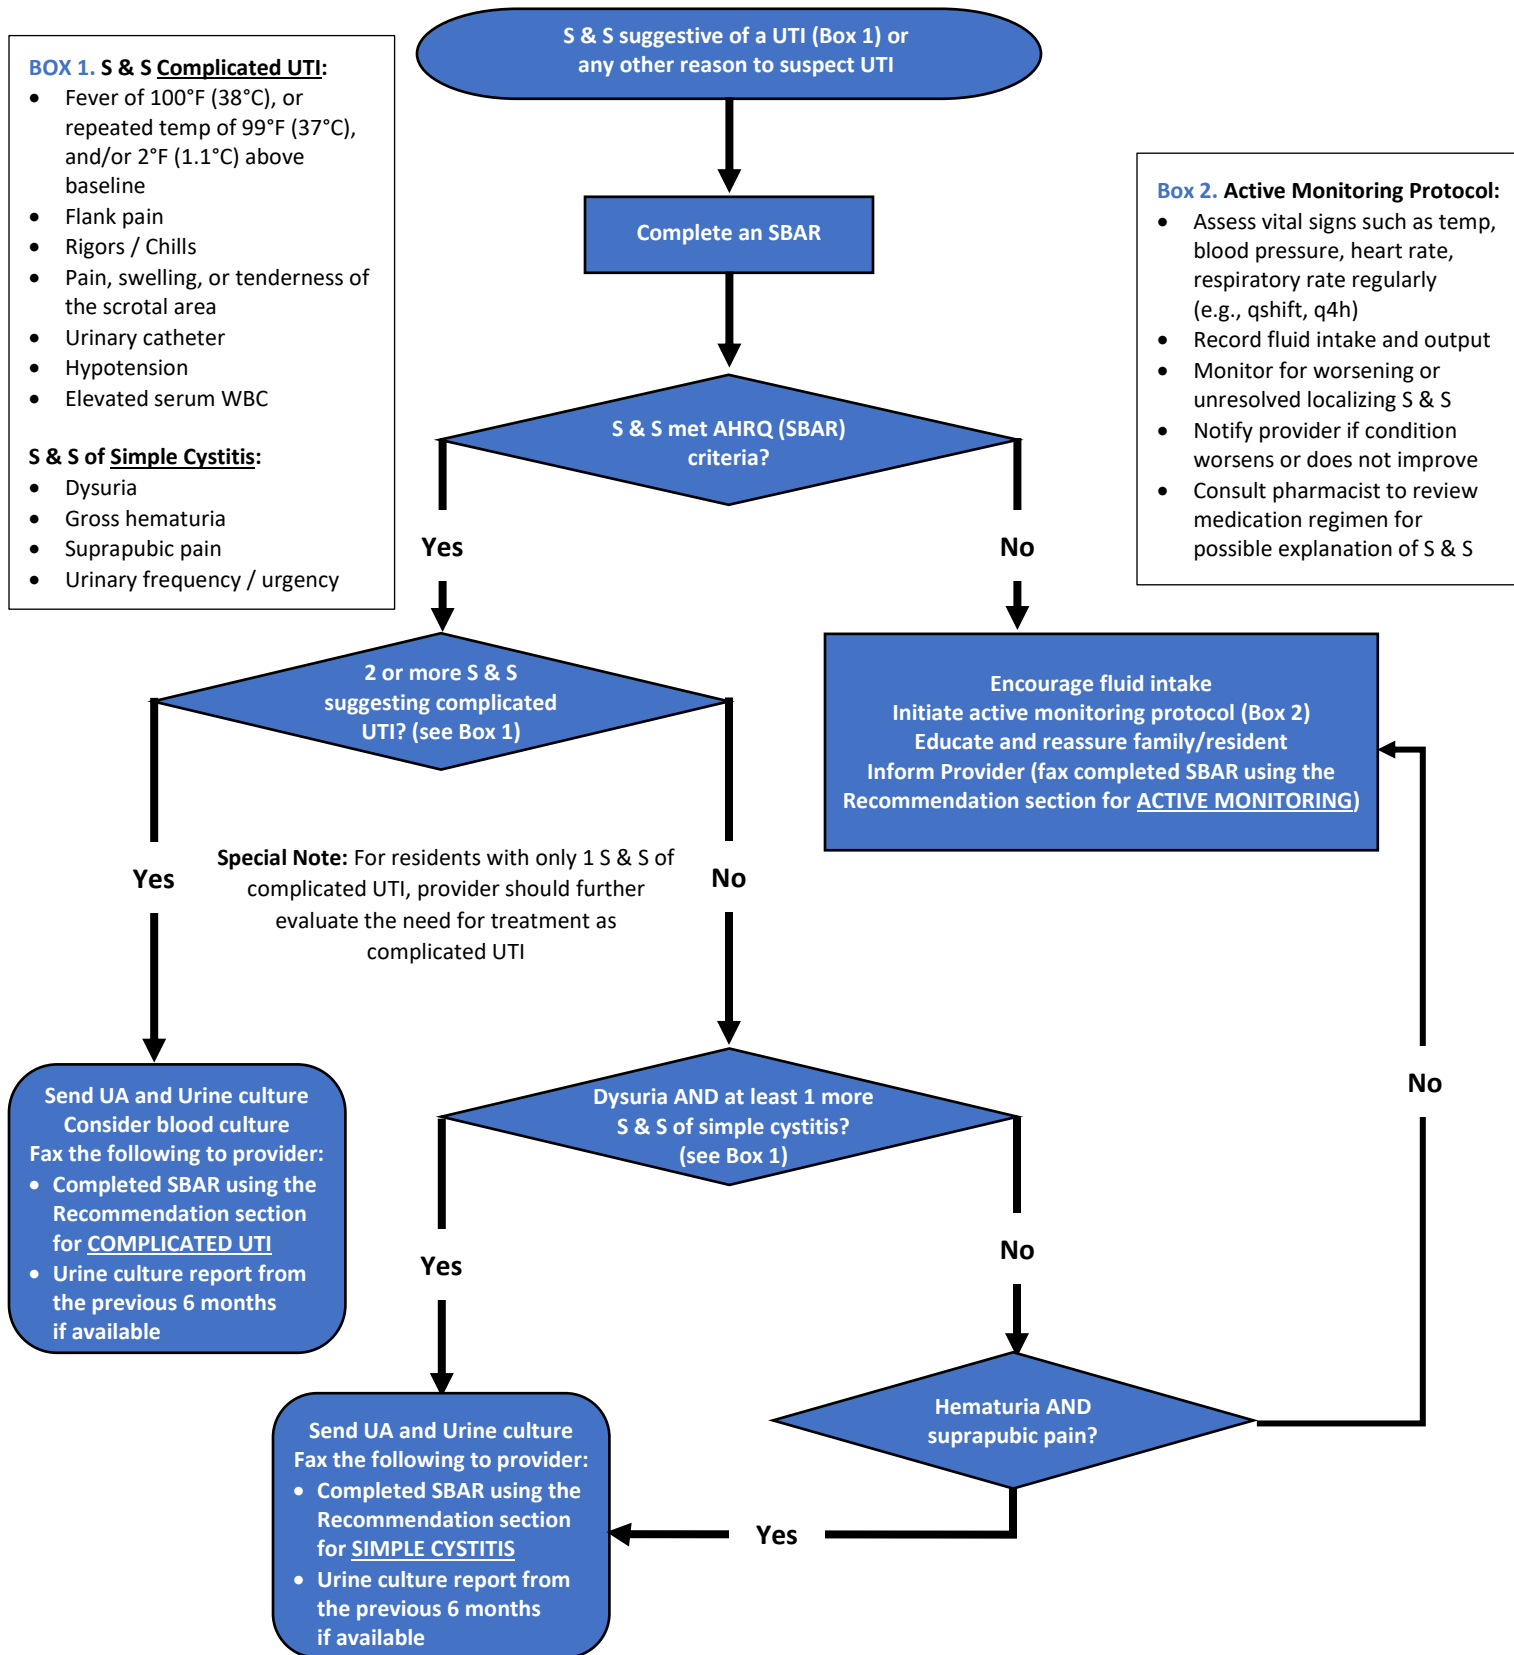 S & S suggestive of a UTI (Box 1) or
any other reason to suspect UTI
BOX 1. S & S Complicated UTI:
• Fever of 100°F (38°C), or
repeated temp of 99°F (37°C),
and/or 2°F (1.1°C) above
baseline
• Flank pain
• Rigors / Chills
• Pain, swelling, or tenderness of
the scrotal area
• Urinary catheter
• Hypotension
• Elevated serum WBC
S & S of Simple Cystitis:
• Dysuria
• Gross hematuria
• Suprapubic pain
• Urinary frequency / urgency
Complete an SBAR
Box 2. Active Monitoring Protocol:
• Assess vital signs such as temp,
blood pressure, heart rate,
respiratory rate regularly
(e.g., qshift, q4h)
• Record fluid intake and output
• Monitor for worsening or
unresolved localizing S & S
• Notify provider if condition
worsens or does not improve
• Consult pharmacist to review
medication regimen for
possible explanation of S & S
S & S met AHRQ (SBAR)
criteria?
Yes
No
2 or more S & S
suggesting complicated
UTI? (see Box 1)
Encourage fluid intake
Initiate active monitoring protocol (Box 2)
Educate and reassure family/resident
Inform Provider (fax completed SBAR using the
Recommendation section for ACTIVE MONITORING)
Yes
Special Note: For residents with only 1 S & S of
complicated UTI, provider should further
evaluate the need for treatment as
complicated UTI
No
Send UA and Urine culture
Consider blood culture
Fax the following to provider:
• Completed SBAR using the
Recommendation section
for COMPLICATED UTI
• Urine culture report from
the previous 6 months
if available
Dysuria AND at least 1 more
S & S of simple cystitis?
(see Box 1)
No
Yes
No
Hematuria AND
suprapubic pain?
Send UA and Urine culture
Fax the following to provider:
• Completed SBAR using the
Recommendation section
for SIMPLE CYSTITIS
• Urine culture report from
the previous 6 months
if available
Yes